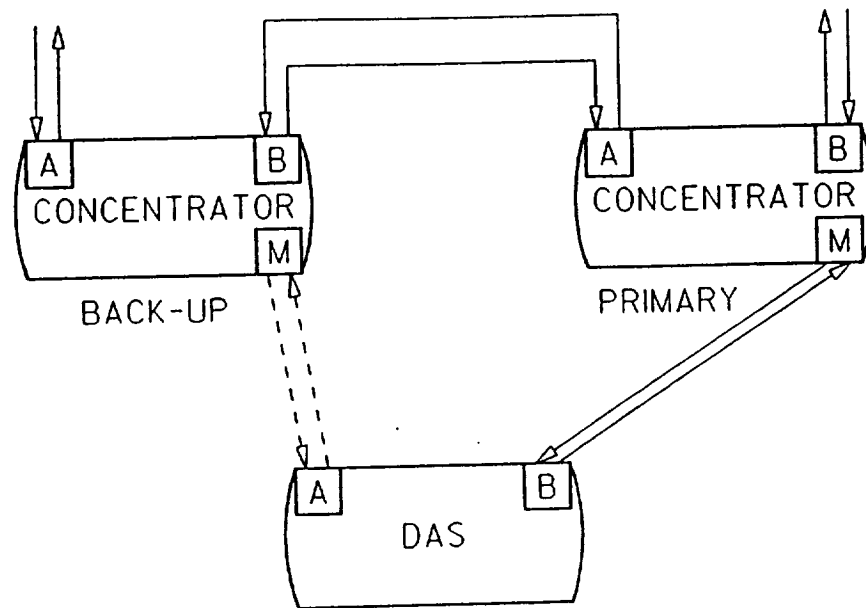 A B
CONCENTRATOR
M
BACK-UP
A B
CONCENTRATOR
M
PRIMARY
A B
DAS